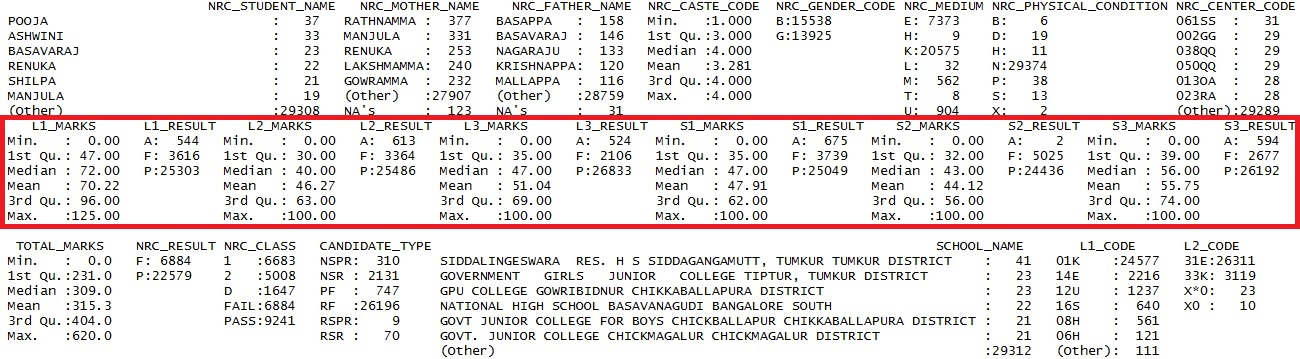 NRC_STUDENT_NAME NRC_MOTHER_NAME NRC_FATHER_NAME NRC_CASTE_CODE NRC_GENDER_CODE NRC_MEDIUM NRC_PHYSICAL_CONDITION NRC_CENTER_CODE
POOJA : 37 RATHNAMMA : 377 BASAPPA : 158 Min. :1.000 B:15538 E: 7373 B: 6 061SS : 31
ASHWINI : 33 MANJULA : 331 BASAVARAJ : 146 1st Qu.:3.000 G:13925 H: 9 D: 19 002GG : 29
BASAVARAJ : 23 RENUKA : 253 NAGARAJU : 133 Median :4.000 K:20575 H: 11 038QQ : 29
RENUKA : 22 LAKSHMAMMA: 240 KRISHNAPPA: 120 Mean :3.281 L: 32 N:29374 050QQ : 29
SHILPA : 21 GOWRAMMA : 232 MALLAPPA : 116 3rd Qu.:4.000 M: 562 P: 38 013OA : 28
MANJULA : 19 (Other) :27907 (Other) :28759 Max. :4.000 T: 8 S: 13 023RA : 28
(Other) :29308 NA's : 123 NA's : 31 U: 904 X: 2 (Other):29289
L1_MARKS L1_RESULT L2_MARKS L2_RESULT L3_MARKS L3_RESULT S1_MARKS S1_RESULT S2_MARKS S2_RESULT S3_MARKS S3_RESULT
Min. : 0.00 A: 544 Min. : 0.00 A: 613 Min. : 0.00 A: 524 Min. : 0.00 A: 675 Min. : 0.00 A: 2 Min. : 0.00 A: 594
1st Qu.: 47.00 F: 3616 1st Qu.: 30.00 F: 3364 1st Qu.: 35.00 F: 2106 1st Qu.: 35.00 F: 3739 1st Qu.: 32.00 F: 5025 1st Qu.: 39.00 F: 2677
Median : 72.00 P:25303 Median : 40.00 P:25486 Median : 47.00 P:26833 Median : 47.00 P:25049 Median : 43.00 P:24436 Median : 56.00 P:26192
Mean : 70.22 Mean : 46.27 Mean : 51.04 Mean : 47.91 Mean : 44.12 Mean : 55.75
3rd Qu.: 96.00 3rd Qu.: 63.00 3rd Qu.: 69.00 3rd Qu.: 62.00 3rd Qu.: 56.00 3rd Qu.: 74.00
Max. :125.00 Max. :100.00 Max. :100.00 Max. :100.00 Max. :100.00 Max. :100.00
TOTAL_MARKS NRC_RESULT NRC_CLASS CANDIDATE_TYPE SCHOOL_NAME L1_CODE L2_CODE
Min. : 0.0 F: 6884 1 :6683 NSPR: 310 SIDDALINGESWARA RES. H S SIDDAGANGAMUTT, TUMKUR TUMKUR DISTRICT : 41 01K :24577 31E:26311
1st Qu.:231.0 P:22579 2 :5008 NSR : 2131 GOVERNMENT GIRLS JUNIOR COLLEGE TIPTUR, TUMKUR DISTRICT : 23 14E : 2216 33K: 3119
Median :309.0 D :1647 PF : 747 GPU COLLEGE GOWRIBIDNUR CHIKKABALLAPURA DISTRICT : 23 12U : 1237 X*0: 23
Mean :315.3 FAIL:6884 RF :26196 NATIONAL HIGH SCHOOL BASAVANAGUDI BANGALORE SOUTH : 22 16S : 640 X0 : 10
3rd Qu.:404.0 PASS:9241 RSPR: 9 GOVT JUNIOR COLLEGE FOR BOYS CHICKBALLAPUR CHIKKABALLAPURA DISTRICT : 21 08H : 561
Max. :620.0 RSR : 70 GOVT. JUNIOR COLLEGE CHICKMAGALUR CHICKMAGALUR DISTRICT : 21 06H : 121
(Other) :29312 (Other): 111